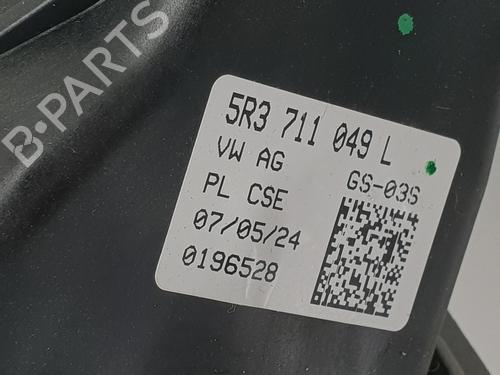 B-PARTS
5R3 711 049 L
VW AG
PL CSE GS-03S
07/05/24
0196528